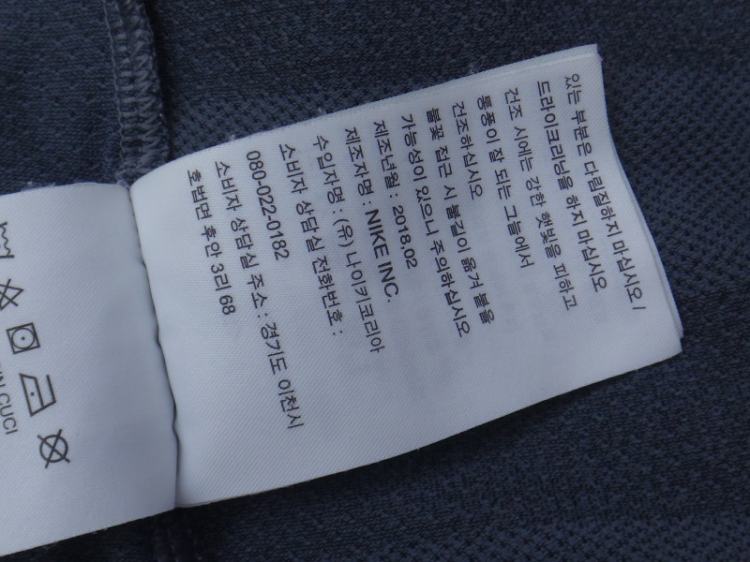 있는 부분은 다림질하지 마십시오 /
드라이크리닝을 하지 마십시오
건조 시에는 강한 햇빛을 피하고
통풍이 잘 되는 그늘에서
건조하십시오
불꽃 접근 시 불길이 옮겨 붙을
가능성이 있으니 주의하십시오
제조년월 : 2018.02
제조자명 : NIKE INC.
수입자명 : (유) 나이키코리아
소비자 상담실 전화번호 :
080-022-0182
소비자 상담실 주소 : 경기도 이천시
호법면 후안 3리 68
CUCI